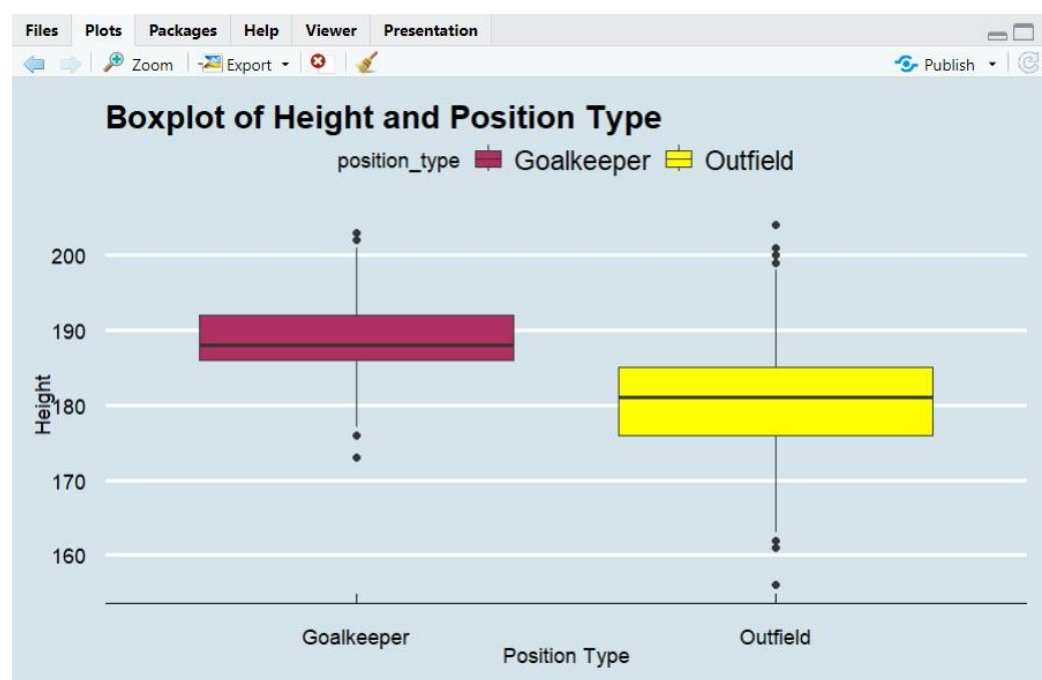 Files Plots Packages Help Viewer Presentation
Zoom Export Publish
Boxplot of Height and Position Type
position_type Goalkeeper Outfield
200
190
Height
180
170
160
Goalkeeper Outfield
Position Type